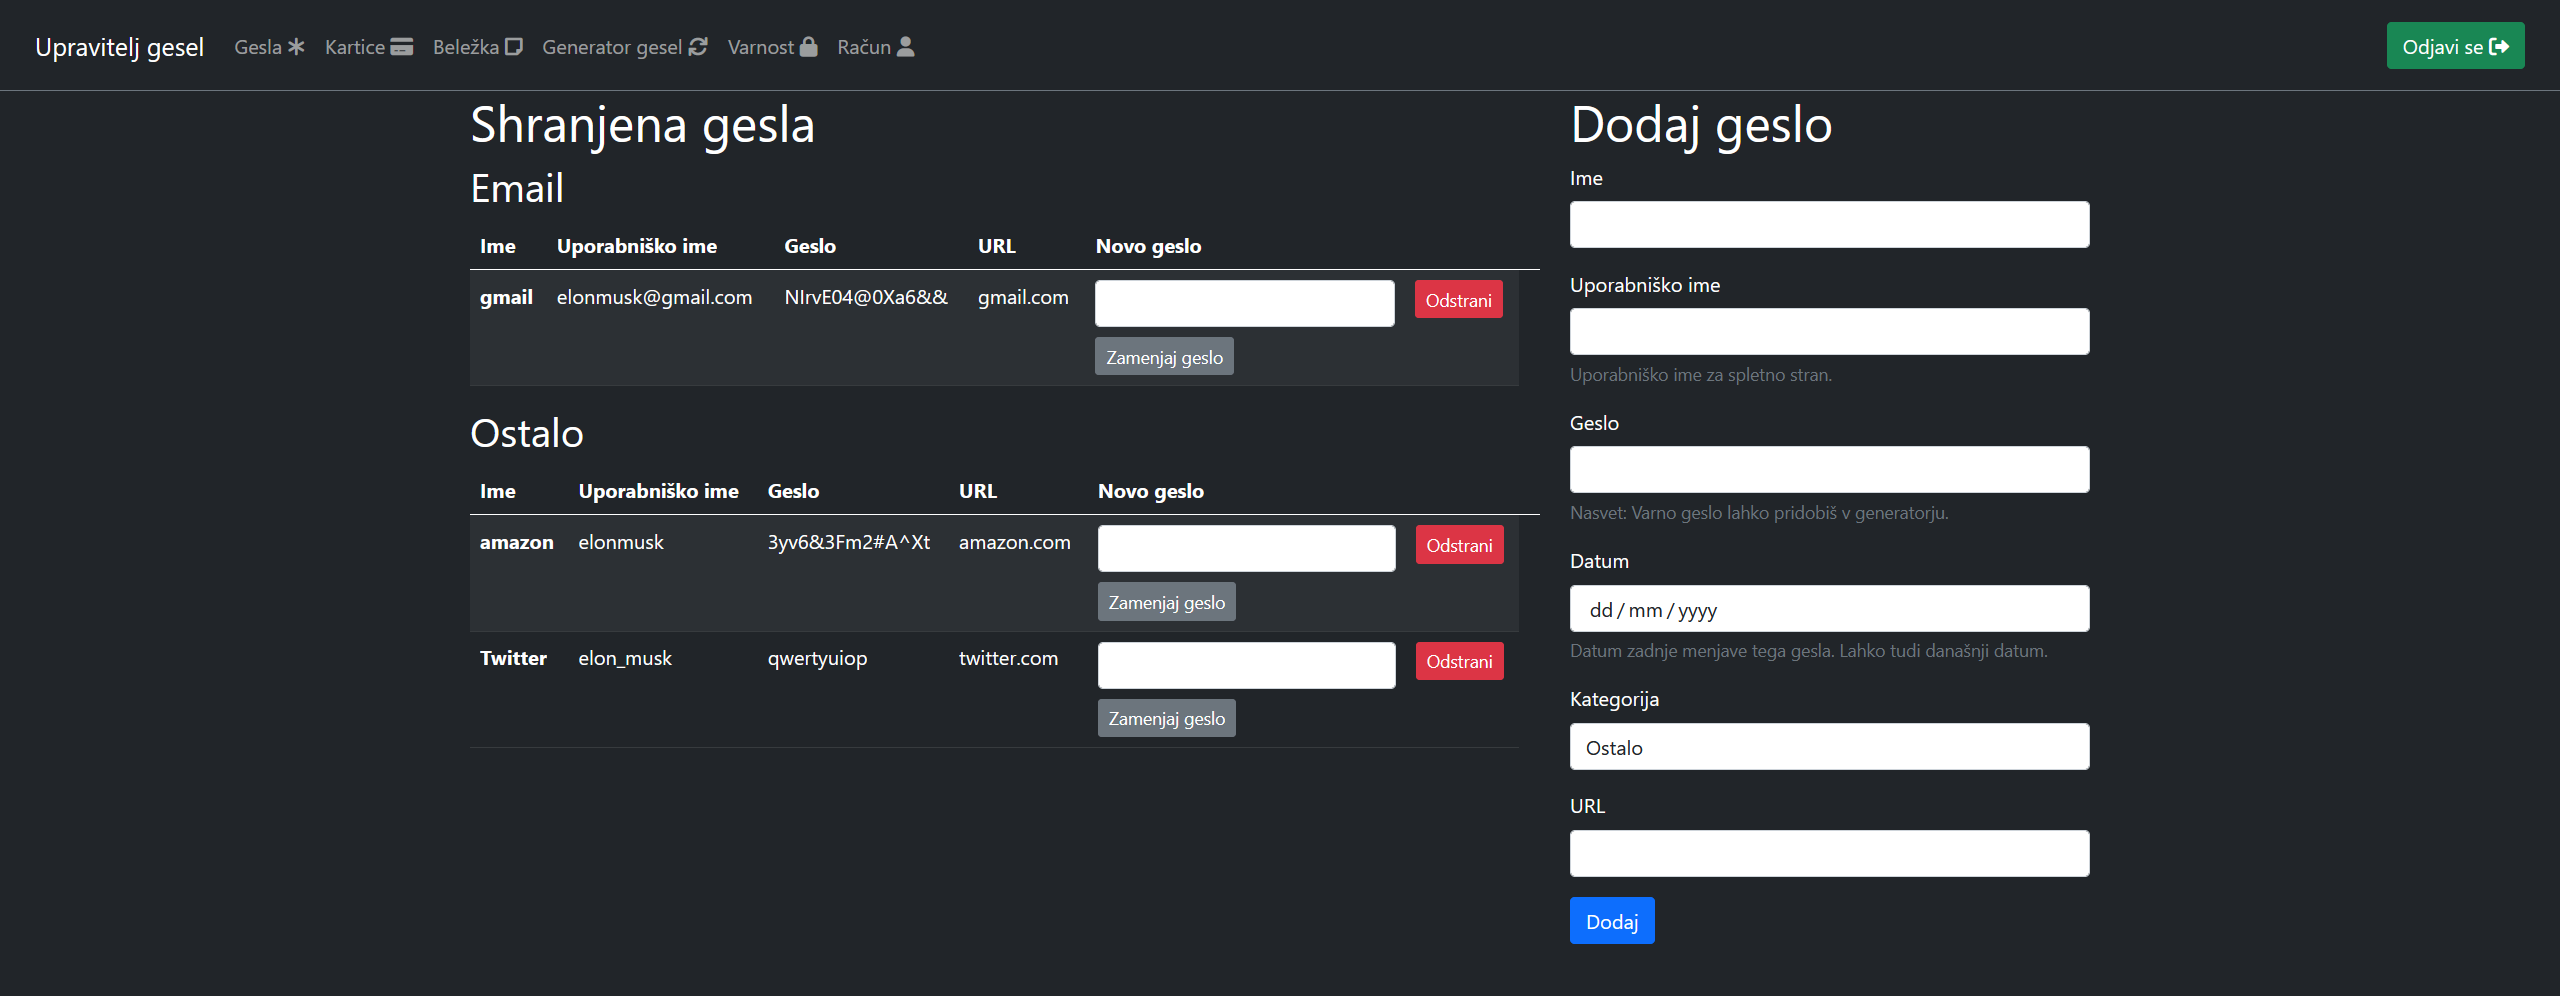 Upravitelj gesel Gesla Kartice Beležka Generator gesel Varnost Račun Odjavi se
Shranjena gesla
Email
Ime Uporabniško ime Geslo URL Novo geslo
gmail elonmusk@gmail.com NIrvE04@0Xa6&& gmail.com Odstrani
Zamenjaj geslo
Ostalo
Ime Uporabniško ime Geslo URL Novo geslo
amazon elonmusk 3yv6&3Fm2#A^Xt amazon.com Odstrani
Zamenjaj geslo
Twitter elon_musk qwertyuiop twitter.com Odstrani
Zamenjaj geslo
Dodaj geslo
Ime
Uporabniško ime
Uporabniško ime za spletno stran.
Geslo
Nasvet: Varno geslo lahko pridobiš v generatorju.
Datum
dd/mm/yyyy
Datum zadnje menjave tega gesla. Lahko tudi današnji datum.
Kategorija
Ostalo
URL
Dodaj